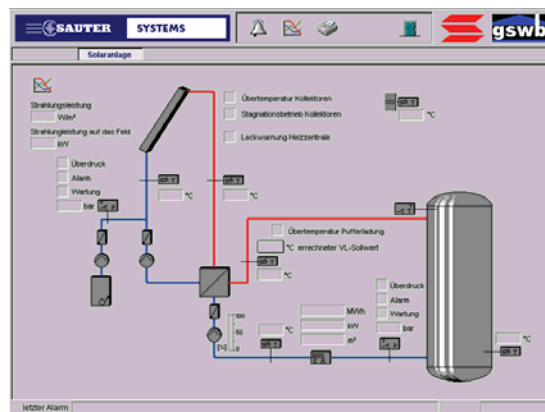 SAUTER SYSTEMS
gswb
Solaranlage
Strahlungsleistung
W/m²
Strahlungleistung auf das Feld
kW
Überdruck
Alarm
Wartung
bar
Übertemperatur Kollektoren
Stagnationsbetrieb Kollektoren
Leckwarnung Heizzentrale
°C
°C
°C
Übertemperatur Pufferladung
°C errechneter VL-Sollwert
°C
100
50
[%] 0
°C
MWh
kW
m³
Überdruck
Alarm
Wartung
bar
°C
letzter Alarm